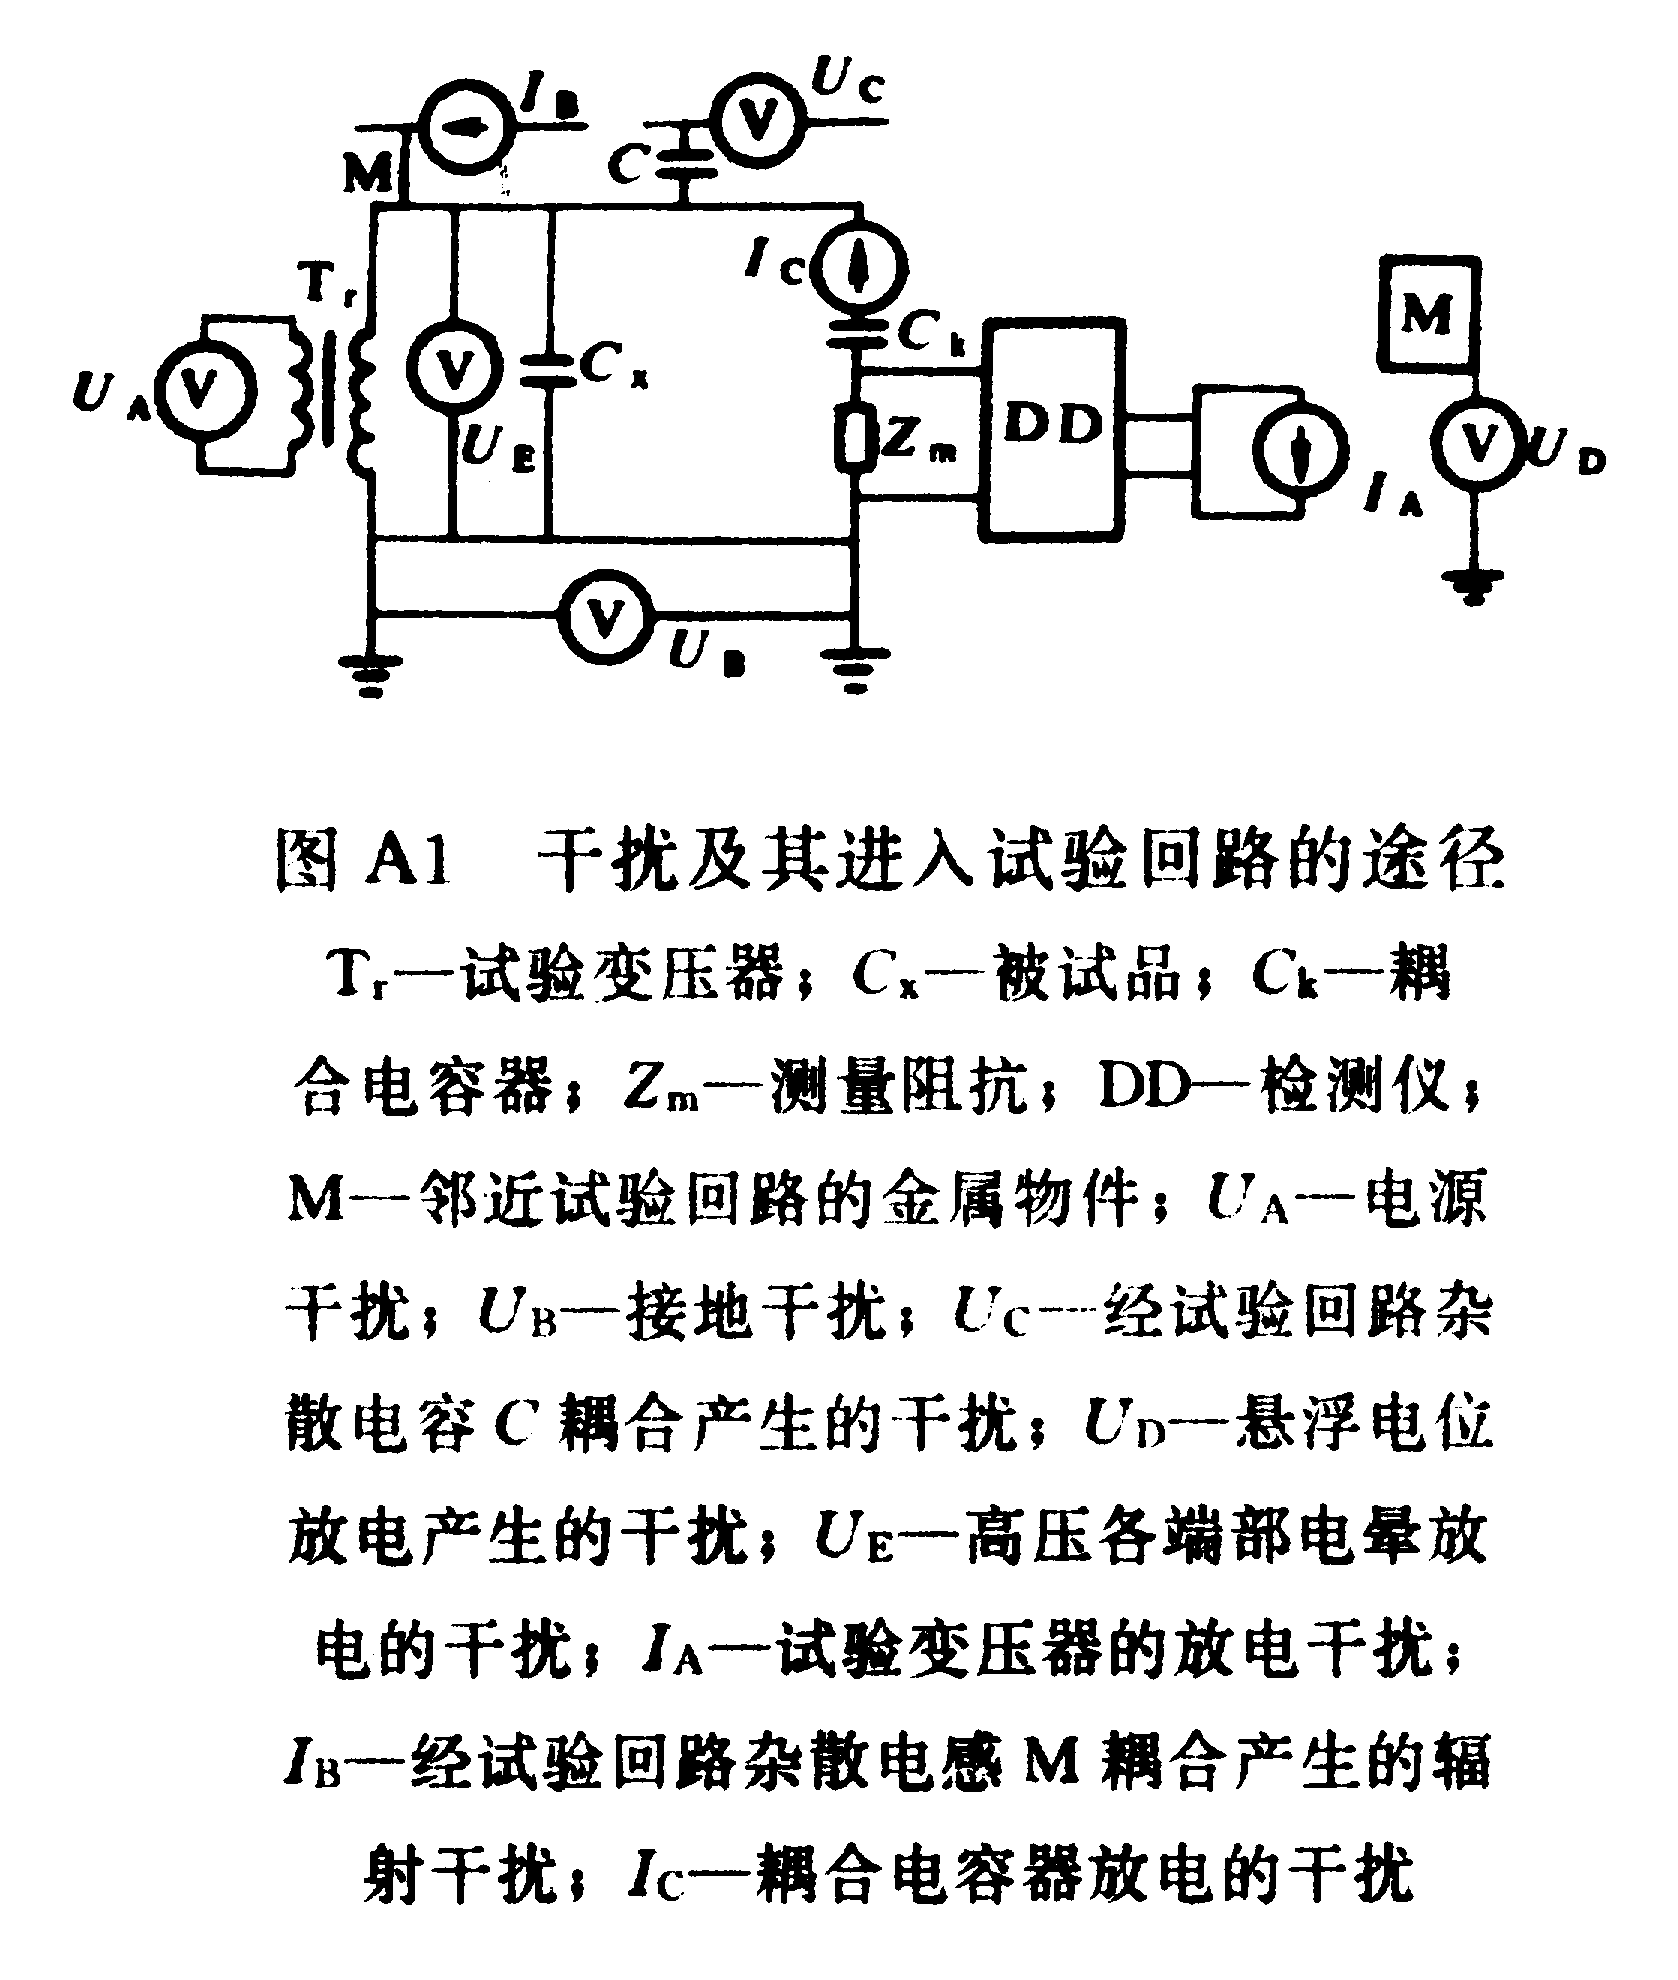 I_B
U_C
V
M
C
I_C
T_r
M
C_k
V
V
C_x
DD
V
U_A
U_E
Z_m
U_D
I_A
V
U_B
图 A1 干扰及其进入试验回路的途径
T_r—试验变压器；C_x—被试品；C_k—耦
合电容器；Z_m—测量阻抗；DD—检测仪；
M—邻近试验回路的金属物件；U_A—电源
干扰；U_B—接地干扰；U_C—经试验回路杂
散电容 C 耦合产生的干扰；U_D—悬浮电位
放电产生的干扰；U_E—高压各端部电晕放
电的干扰；I_A—试验变压器的放电干扰；
I_B—经试验回路杂散电感 M 耦合产生的辐
射干扰；I_C—耦合电容器放电的干扰